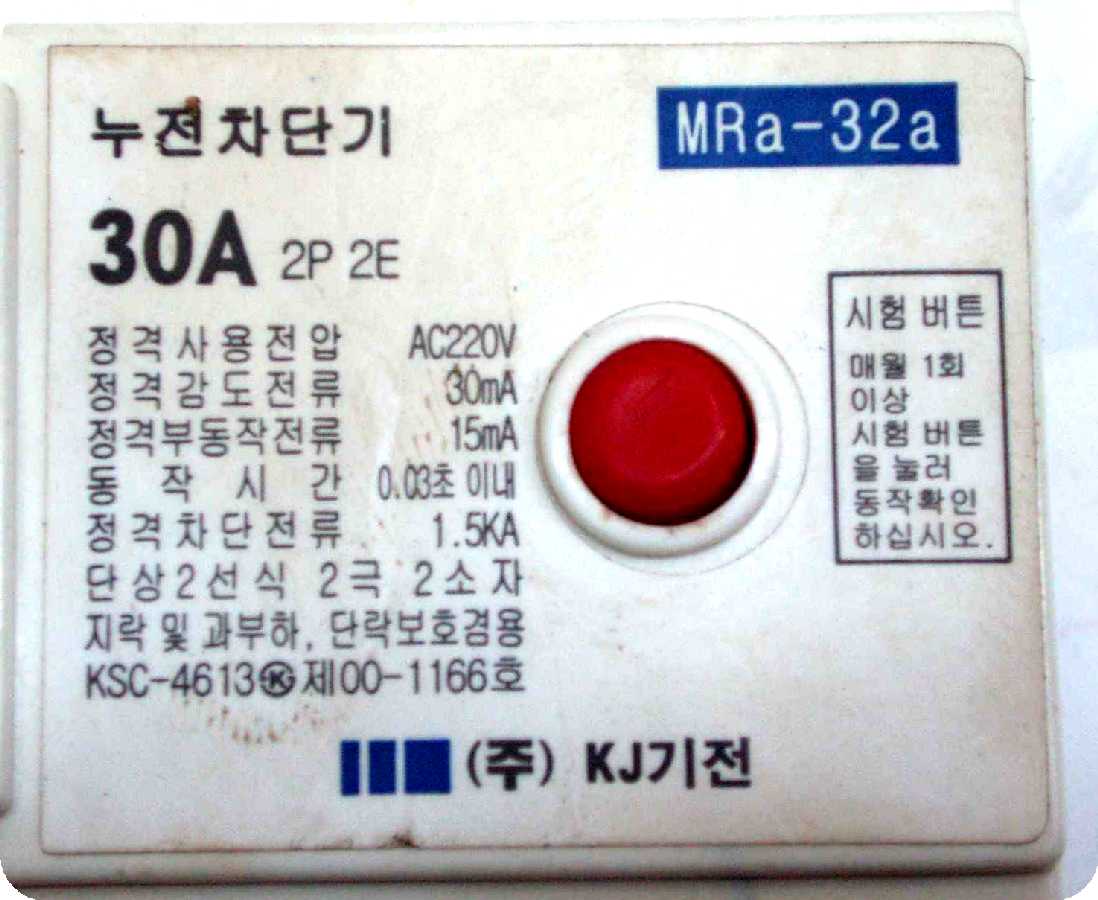 누전차단기
MRa-32a
30A 2P 2E
정격사용전압 AC220V
정격감도전류 30mA
정격부동작전류 15mA
동작시간 0.03초 이내
정격차단전류 1.5KA
단상2선식 2극 2소자
지락 및 과부하, 단락보호겸용
KSC-4613㉿제00-1166호
(주) KJ기전
시험 버튼
매월 1회
이상
시험 버튼
을 눌러
동작확인
하십시오.